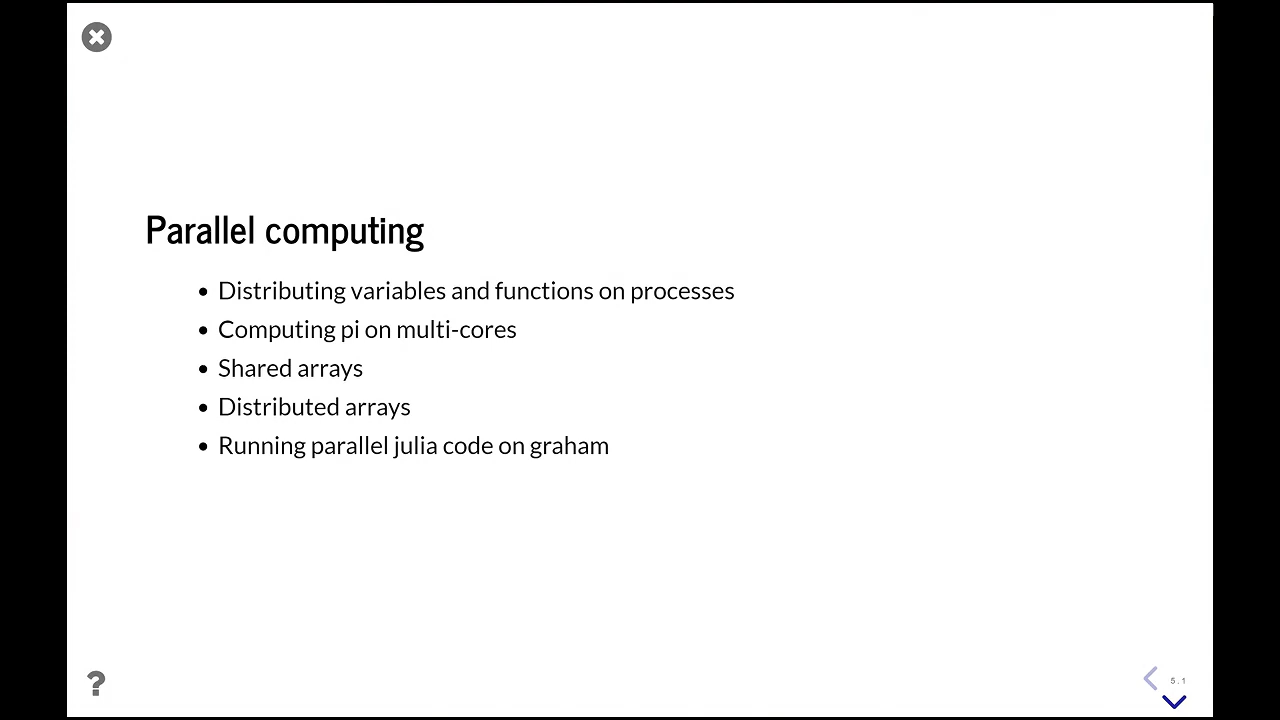 Parallel computing
• Distributing variables and functions on processes
• Computing pi on multi-cores
• Shared arrays
• Distributed arrays
• Running parallel julia code on graham
?
5.1